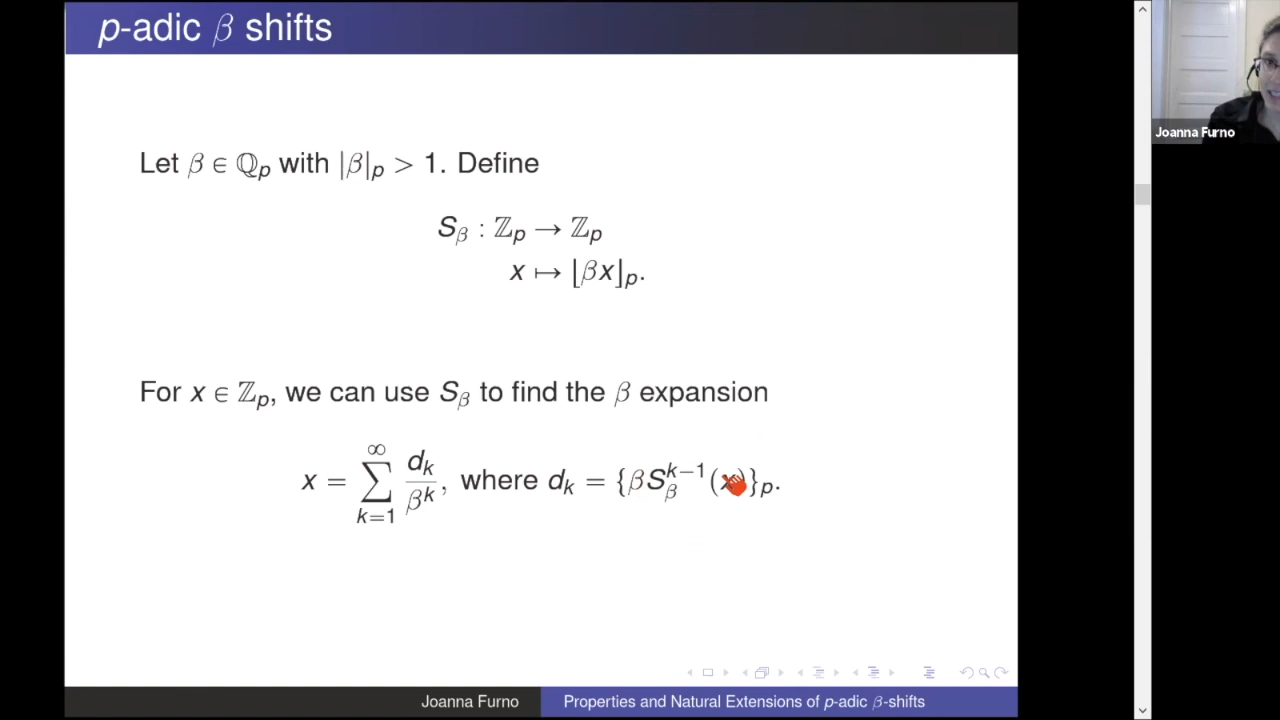 p-adic β shifts
Let β ∈ ℚ_p with |β|_p > 1. Define
S_β : ℤ_p → ℤ_p
x ↦ ⌊βx⌋_p.
For x ∈ ℤ_p, we can use S_β to find the β expansion
x = ∑_{k=1}^{∞} d_k/β^k, where d_k = {βS_β^{k−1}(x)}_p.
Joanna Furno
Properties and Natural Extensions of p-adic β-shifts
Joanna Furno